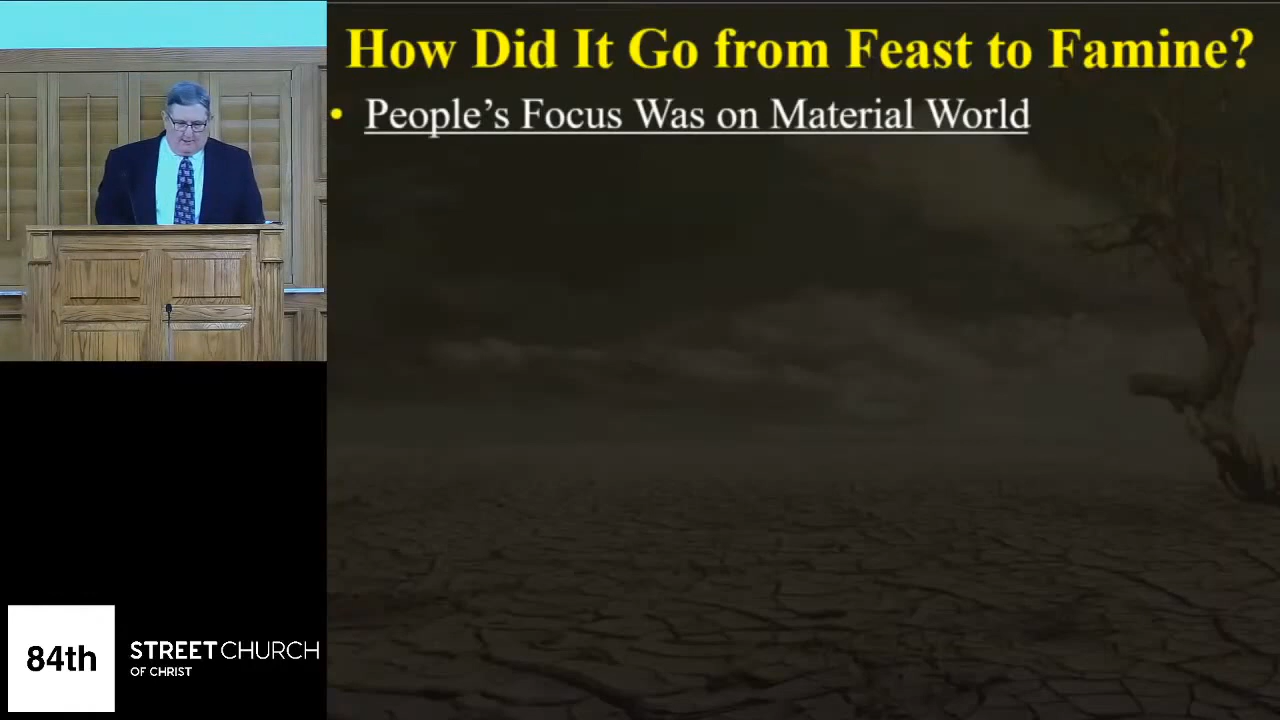 How Did It Go from Feast to Famine?
• People's Focus Was on Material World
84th
STREET CHURCH
OF CHRIST